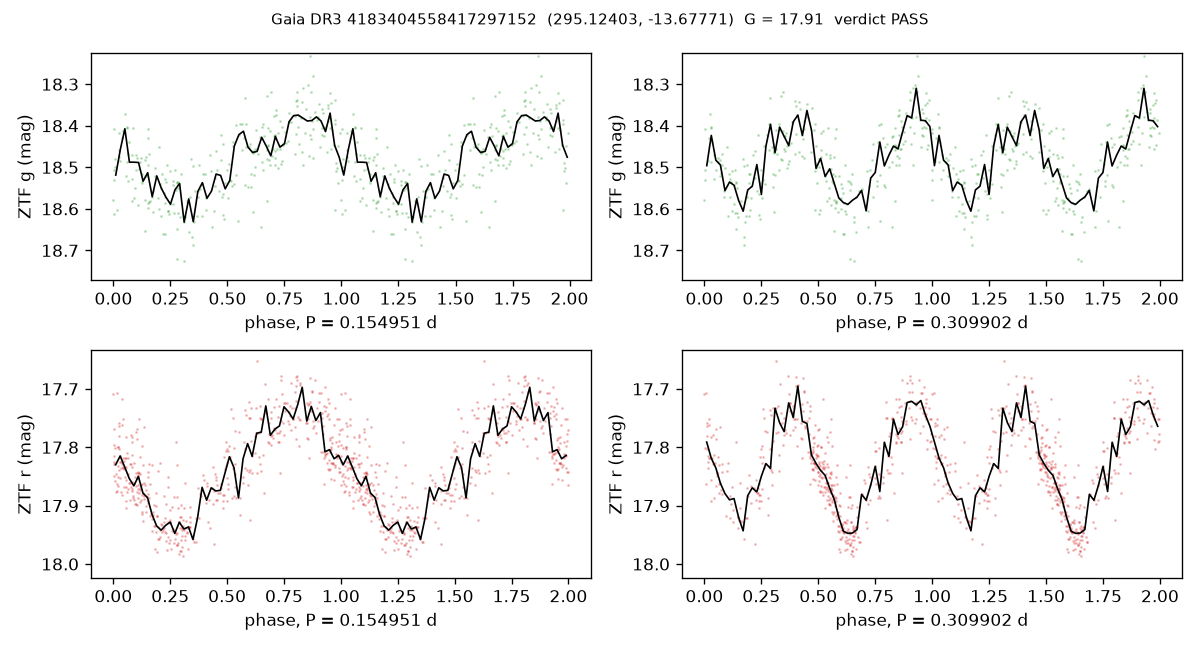 Gaia DR3 4183404558417297152 (295.12403, -13.67771) G = 17.91 verdict PASS
ZTF g (mag)
18.3
18.4
18.5
18.6
18.7
0.00 0.25 0.50 0.75 1.00 1.25 1.50 1.75 2.00
phase, P = 0.154951 d
ZTF g (mag)
18.3
18.4
18.5
18.6
18.7
0.00 0.25 0.50 0.75 1.00 1.25 1.50 1.75 2.00
phase, P = 0.309902 d
ZTF r (mag)
17.7
17.8
17.9
18.0
0.00 0.25 0.50 0.75 1.00 1.25 1.50 1.75 2.00
phase, P = 0.154951 d
ZTF r (mag)
17.7
17.8
17.9
18.0
0.00 0.25 0.50 0.75 1.00 1.25 1.50 1.75 2.00
phase, P = 0.309902 d